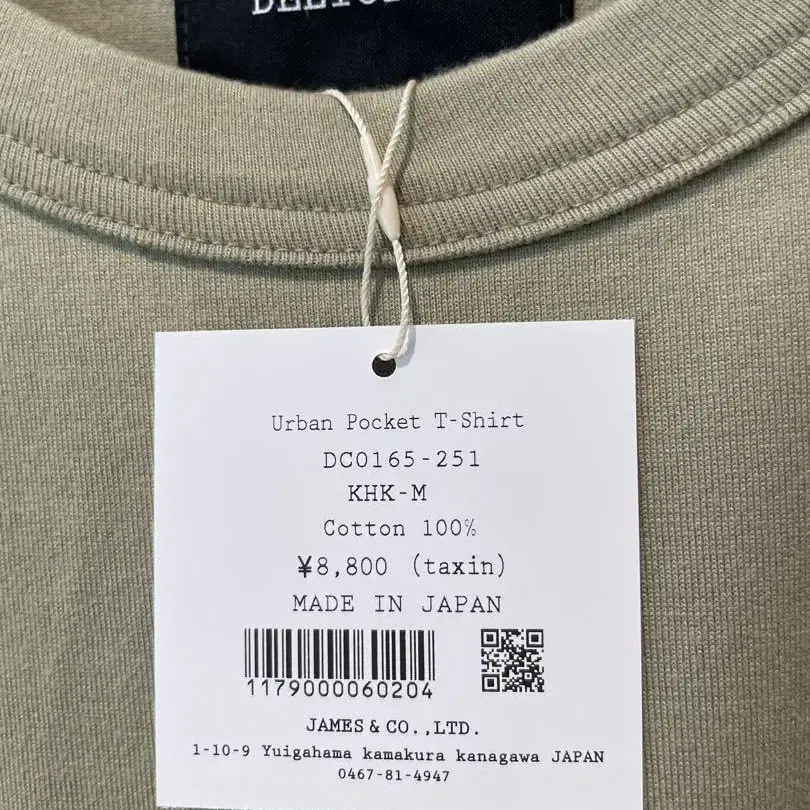 Urban Pocket T-Shirt
DC0165-251
KHK-M
Cotton 100%
¥8,800 (taxin)
MADE IN JAPAN
1179000060204
JAMES & CO.,LTD.
1-10-9 Yuigahama kamakura kanagawa JAPAN
0467-81-4947